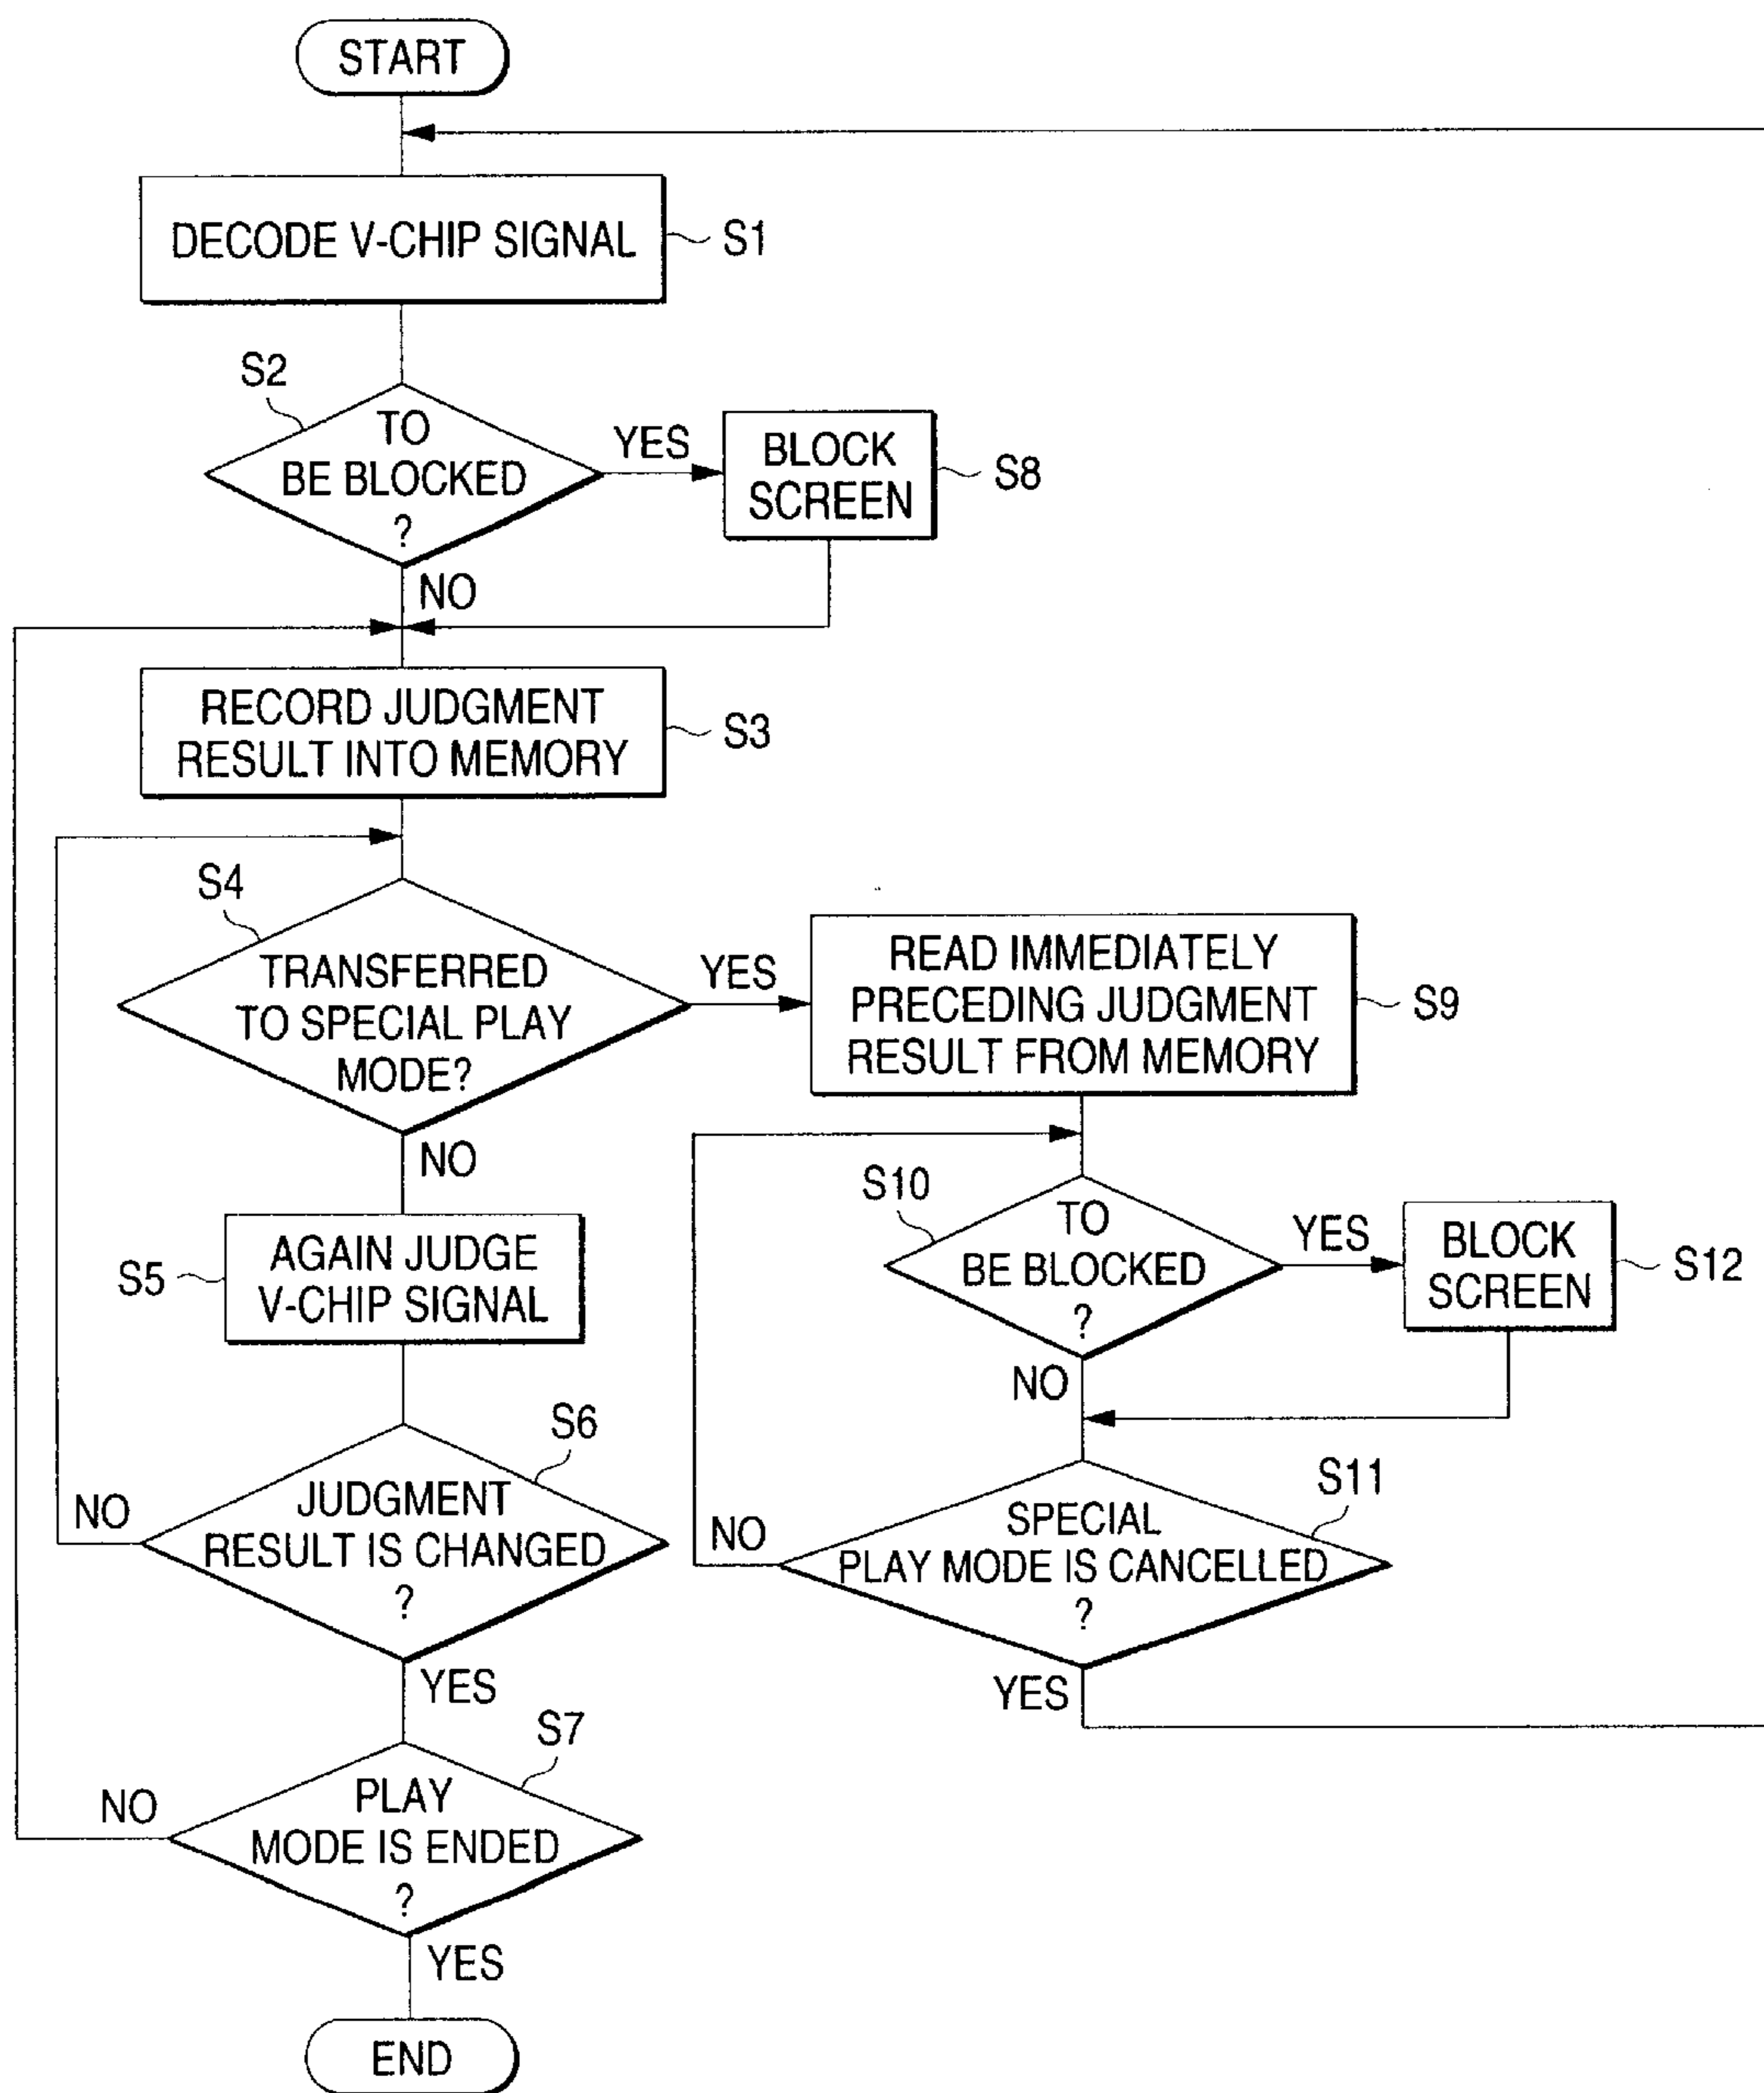 START
DECODE V-CHIP SIGNAL
S1
S2
TO
BE BLOCKED
?
YES
BLOCK
SCREEN
S8
NO
RECORD JUDGMENT
RESULT INTO MEMORY
S3
S4
TRANSFERRED
TO SPECIAL PLAY
MODE?
YES
READ IMMEDIATELY
PRECEDING JUDGMENT
RESULT FROM MEMORY
S9
NO
S10
TO
BE BLOCKED
?
YES
BLOCK
SCREEN
S12
NO
S5
AGAIN JUDGE
V-CHIP SIGNAL
S6
JUDGMENT
RESULT IS CHANGED
?
NO
YES
S11
SPECIAL
PLAY MODE IS CANCELLED
?
NO
YES
S7
PLAY
MODE IS ENDED
?
NO
YES
END